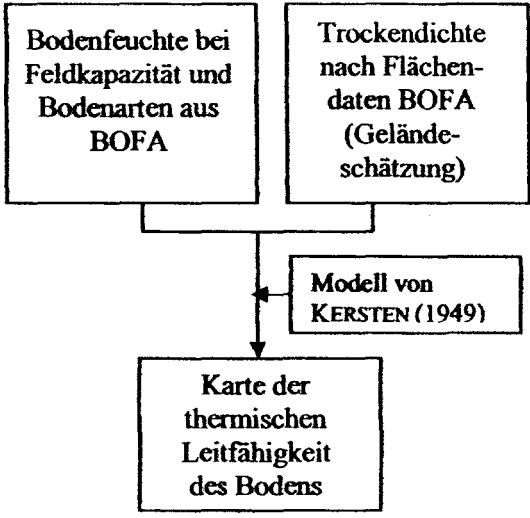 Bodenfeuchte bei
Feldkapazität und
Bodenarten aus
BOFA
Trockendichte
nach Flächen-
daten BOFA
(Gelände-
schätzung)
Modell von
KERSTEN (1949)
Karte der
thermischen
Leitfähigkeit
des Bodens